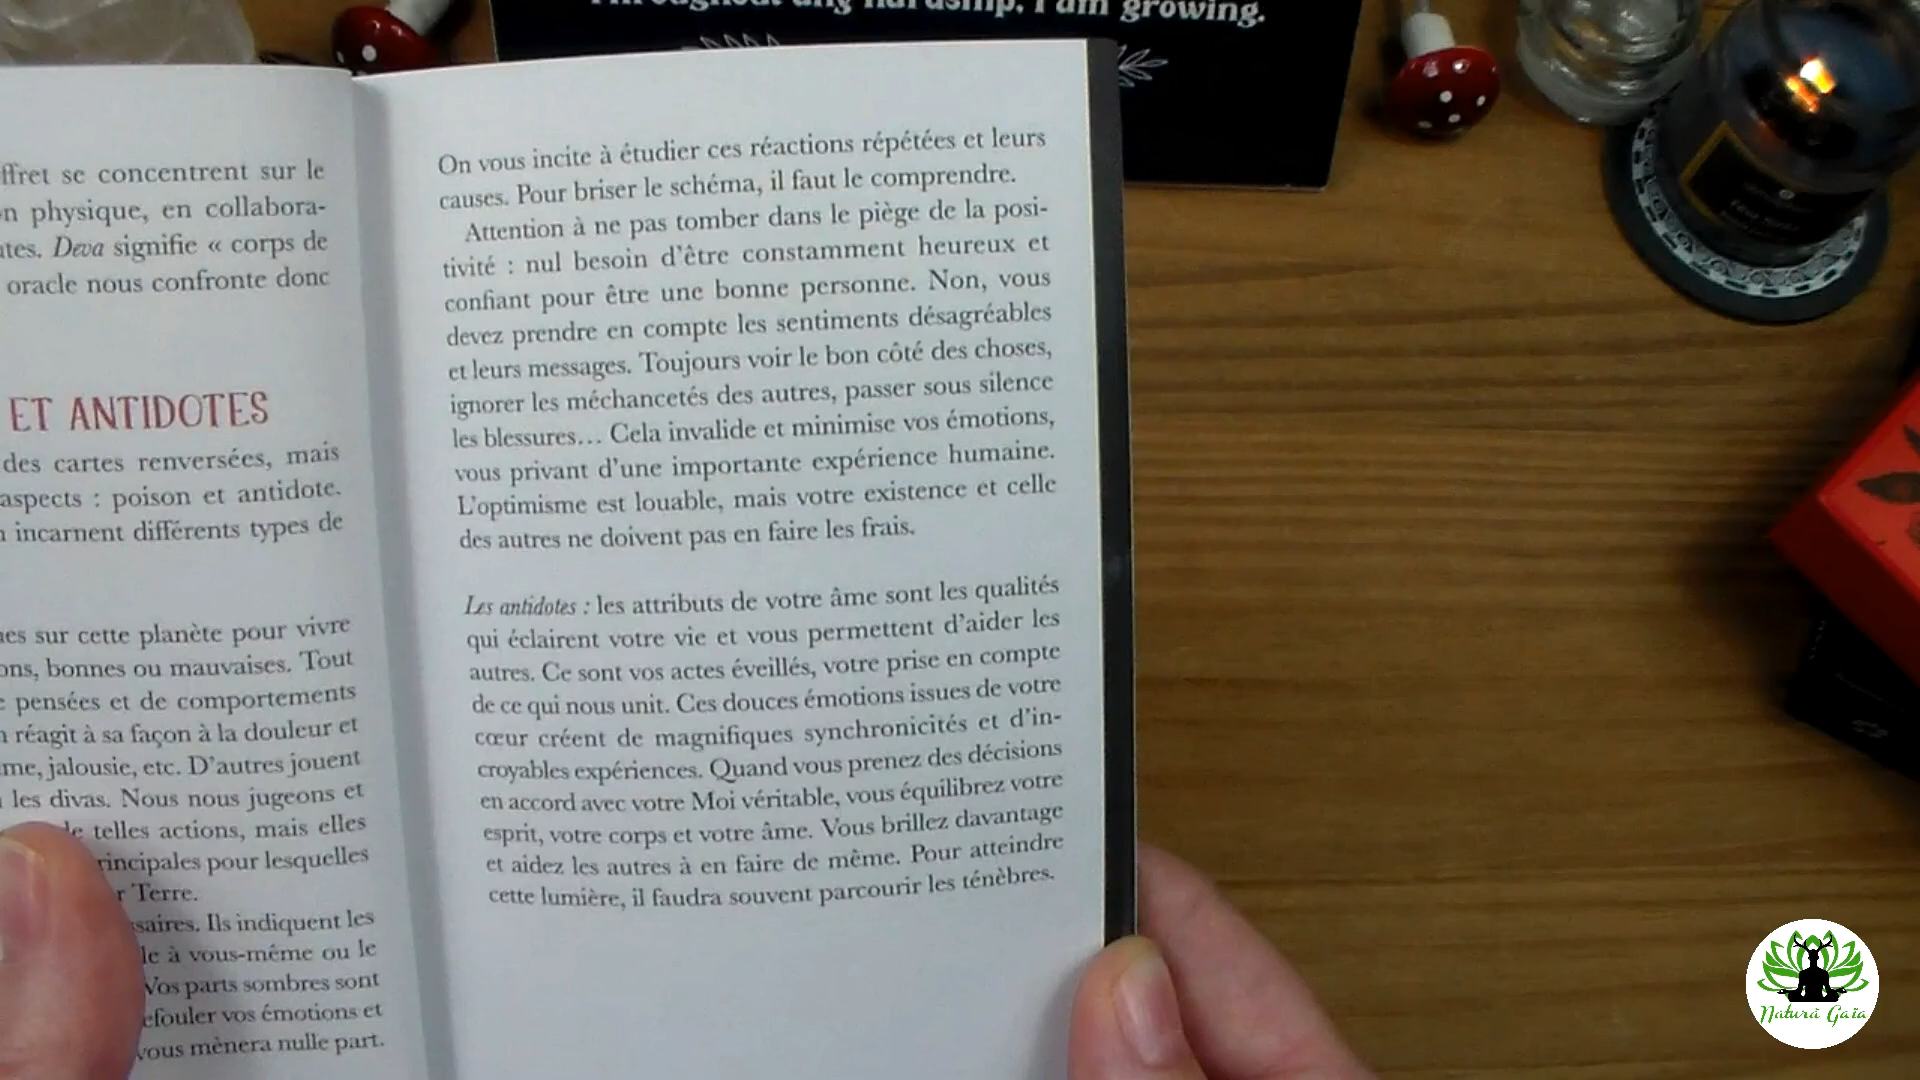 Throughout any hardship, I am growing.
ffret se concentrent sur le
n physique, en collabora-
ntes. Deva signifie « corps de
oracle nous confronte donc
ET ANTIDOTES
des cartes renversées, mais
aspects : poison et antidote.
incarnent différents types de
es sur cette planète pour vivre
ons, bonnes ou mauvaises. Tout
pensées et de comportements
n réagit à sa façon à la douleur et
me, jalousie, etc. D'autres jouent
les divas. Nous nous jugeons et
de telles actions, mais elles
rincipales pour lesquelles
r Terre.
saires. Ils indiquent les
le à vous-même ou le
Vos parts sombres sont
efouler vos émotions et
vous mènera nulle part.
On vous incite à étudier ces réactions répétées et leurs
causes. Pour briser le schéma, il faut le comprendre.
Attention à ne pas tomber dans le piège de la posi-
tivité : nul besoin d'être constamment heureux et
confiant pour être une bonne personne. Non, vous
devez prendre en compte les sentiments désagréables
et leurs messages. Toujours voir le bon côté des choses,
ignorer les méchancetés des autres, passer sous silence
les blessures… Cela invalide et minimise vos émotions,
vous privant d'une importante expérience humaine.
L'optimisme est louable, mais votre existence et celle
des autres ne doivent pas en faire les frais.
Les antidotes : les attributs de votre âme sont les qualités
qui éclairent votre vie et vous permettent d'aider les
autres. Ce sont vos actes éveillés, votre prise en compte
de ce qui nous unit. Ces douces émotions issues de votre
cœur créent de magnifiques synchronicités et d'in-
croyables expériences. Quand vous prenez des décisions
en accord avec votre Moi véritable, vous équilibrez votre
esprit, votre corps et votre âme. Vous brillez davantage
et aidez les autres à en faire de même. Pour atteindre
cette lumière, il faudra souvent parcourir les ténèbres.
Naturà Gaïa